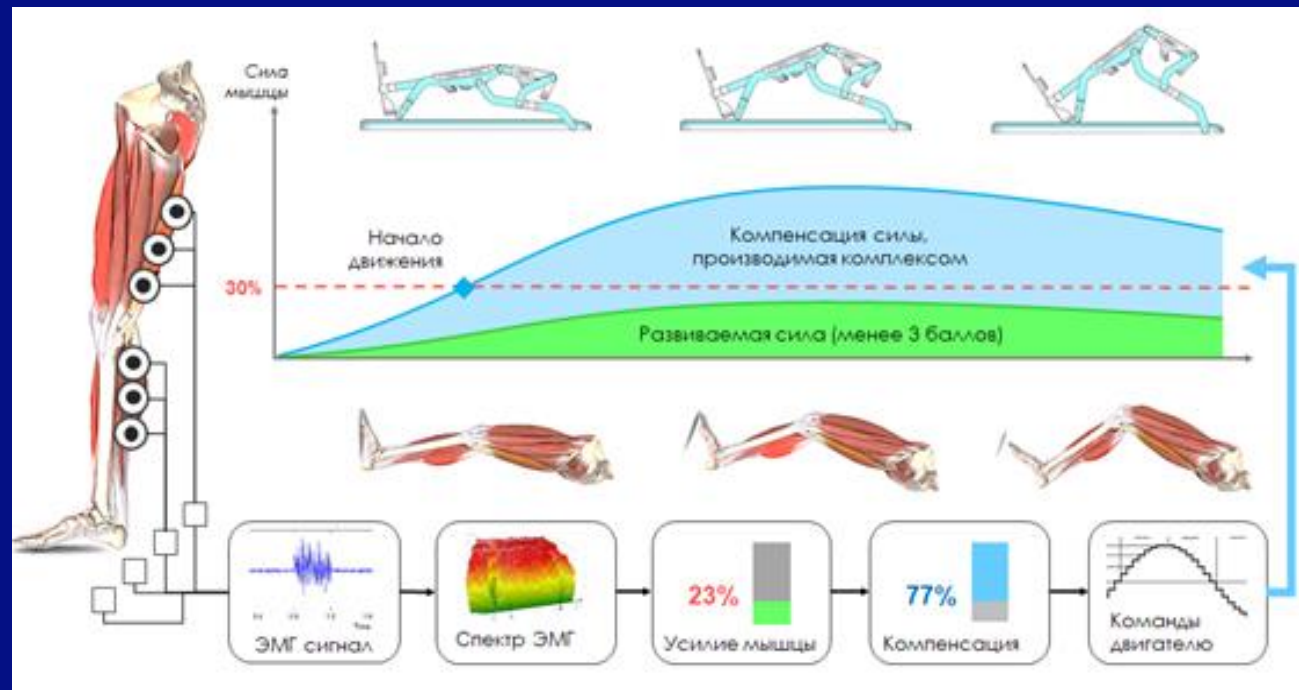 Сила
мышцы
Начало
движения
30%
Компенсация силы,
производимая комплексом
Развиваемая сила (менее 3 баллов)
ЭМГ сигнал
Спектр ЭМГ
23%
Усилие мышцы
77%
Компенсация
Команды
двигателю